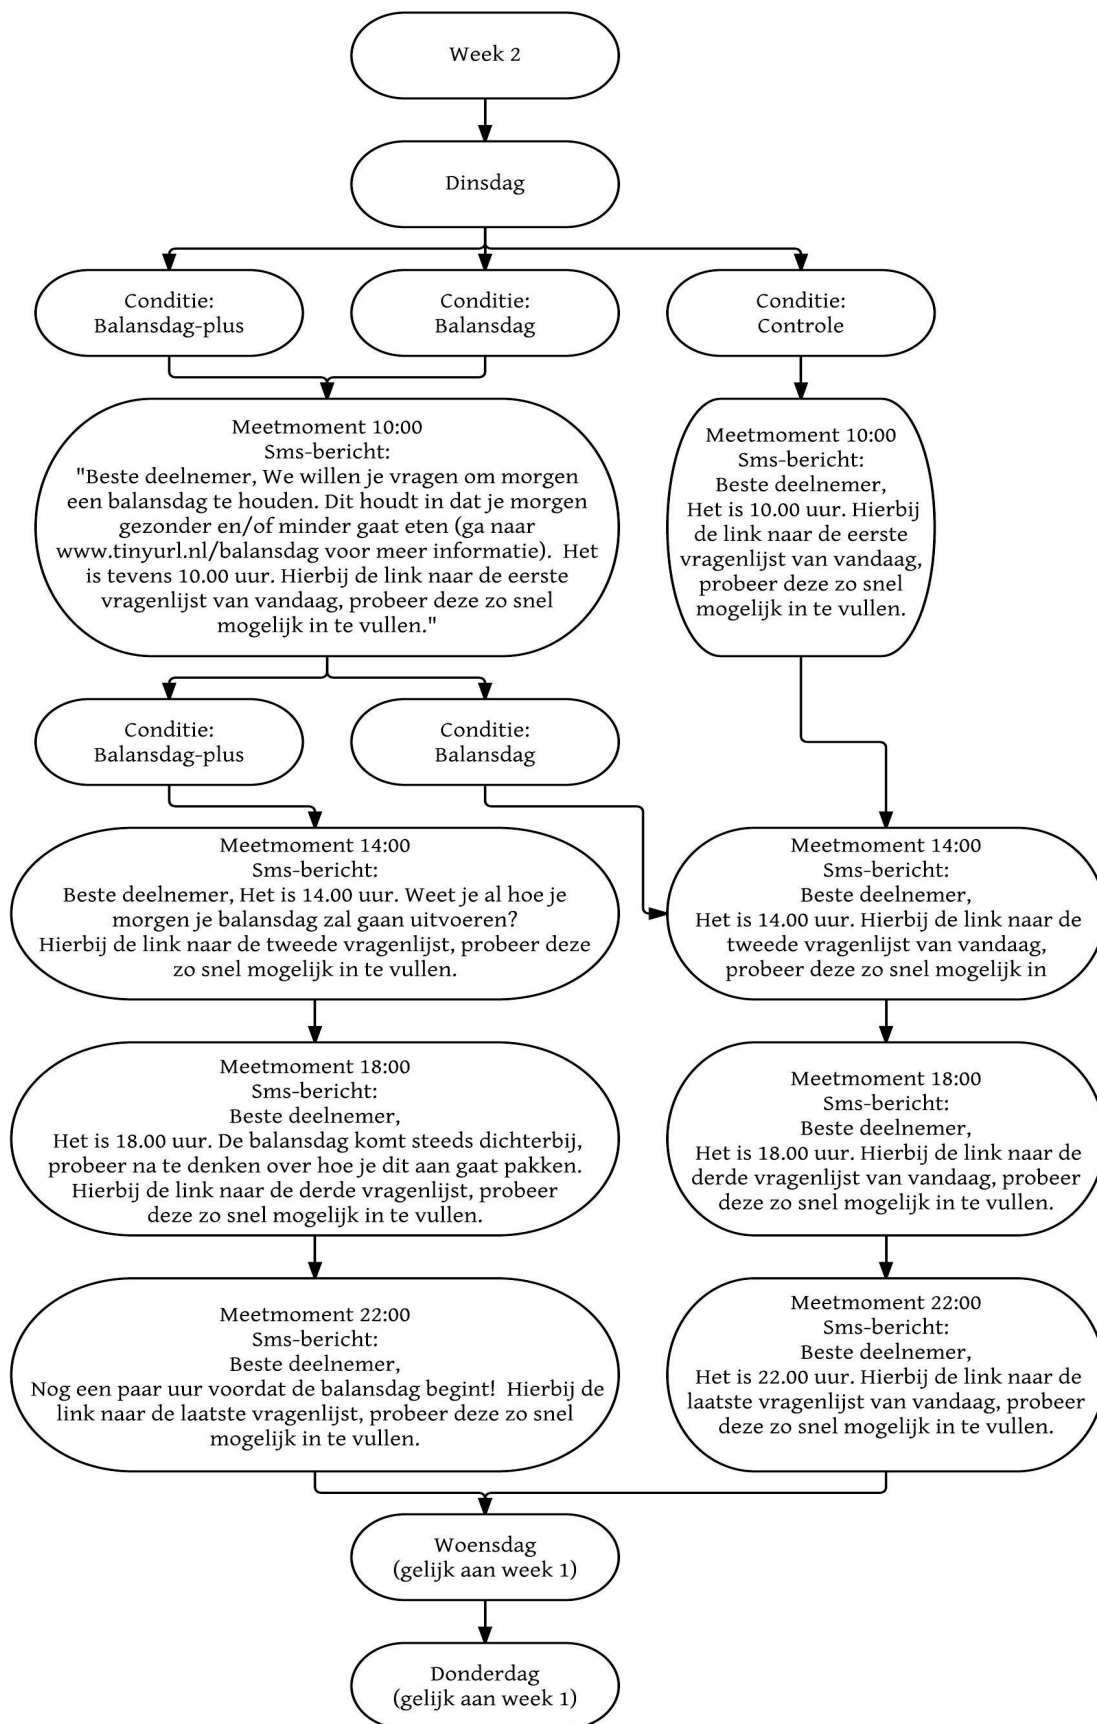 Week 2
Dinsdag
Conditie:
Balansdag-plus
Conditie:
Balansdag
Conditie:
Controle
Meetmoment 10:00
Sms-bericht:
"Beste deelnemer, We willen je vragen om morgen
een balansdag te houden. Dit houdt in dat je morgen
gezonder en/of minder gaat eten (ga naar
www.tinyurl.nl/balansdag voor meer informatie).  Het
is tevens 10.00 uur. Hierbij de link naar de eerste
vragenlijst van vandaag, probeer deze zo snel
mogelijk in te vullen."
Meetmoment 10:00
Sms-bericht:
Beste deelnemer,
Het is 10.00 uur. Hierbij
de link naar de eerste
vragenlijst van vandaag,
probeer deze zo snel
mogelijk in te vullen.
Conditie:
Balansdag-plus
Conditie:
Balansdag
Meetmoment 14:00
Sms-bericht:
Beste deelnemer, Het is 14.00 uur. Weet je al hoe je
morgen je balansdag zal gaan uitvoeren?
Hierbij de link naar de tweede vragenlijst, probeer deze
zo snel mogelijk in te vullen.
Meetmoment 14:00
Sms-bericht:
Beste deelnemer,
Het is 14.00 uur. Hierbij de link naar de
tweede vragenlijst van vandaag,
probeer deze zo snel mogelijk in
Meetmoment 18:00
Sms-bericht:
Beste deelnemer,
Het is 18.00 uur. De balansdag komt steeds dichterbij,
probeer na te denken over hoe je dit aan gaat pakken.
Hierbij de link naar de derde vragenlijst, probeer
deze zo snel mogelijk in te vullen.
Meetmoment 18:00
Sms-bericht:
Beste deelnemer,
Het is 18.00 uur. Hierbij de link naar de
derde vragenlijst van vandaag, probeer
deze zo snel mogelijk in te vullen.
Meetmoment 22:00
Sms-bericht:
Beste deelnemer,
Nog een paar uur voordat de balansdag begint!  Hierbij de
link naar de laatste vragenlijst, probeer deze zo snel
mogelijk in te vullen.
Meetmoment 22:00
Sms-bericht:
Beste deelnemer,
Het is 22.00 uur. Hierbij de link naar de
laatste vragenlijst van vandaag, probeer
deze zo snel mogelijk in te vullen.
Woensdag
(gelijk aan week 1)
Donderdag
(gelijk aan week 1)